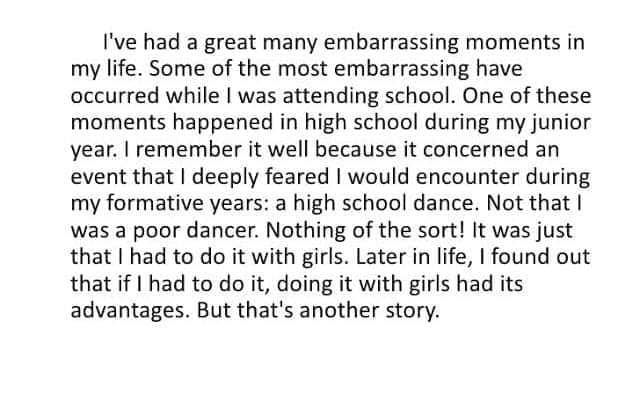 I've had a great many embarrassing moments in
my life. Some of the most embarrassing have
occurred while I was attending school. One of these
moments happened in high school during my junior
year. I remember it well because it concerned an
event that I deeply feared I would encounter during
my formative years: a high school dance. Not that I
was a poor dancer. Nothing of the sort! It was just
that I had to do it with girls. Later in life, I found out
that if I had to do it, doing it with girls had its
advantages. But that's another story.